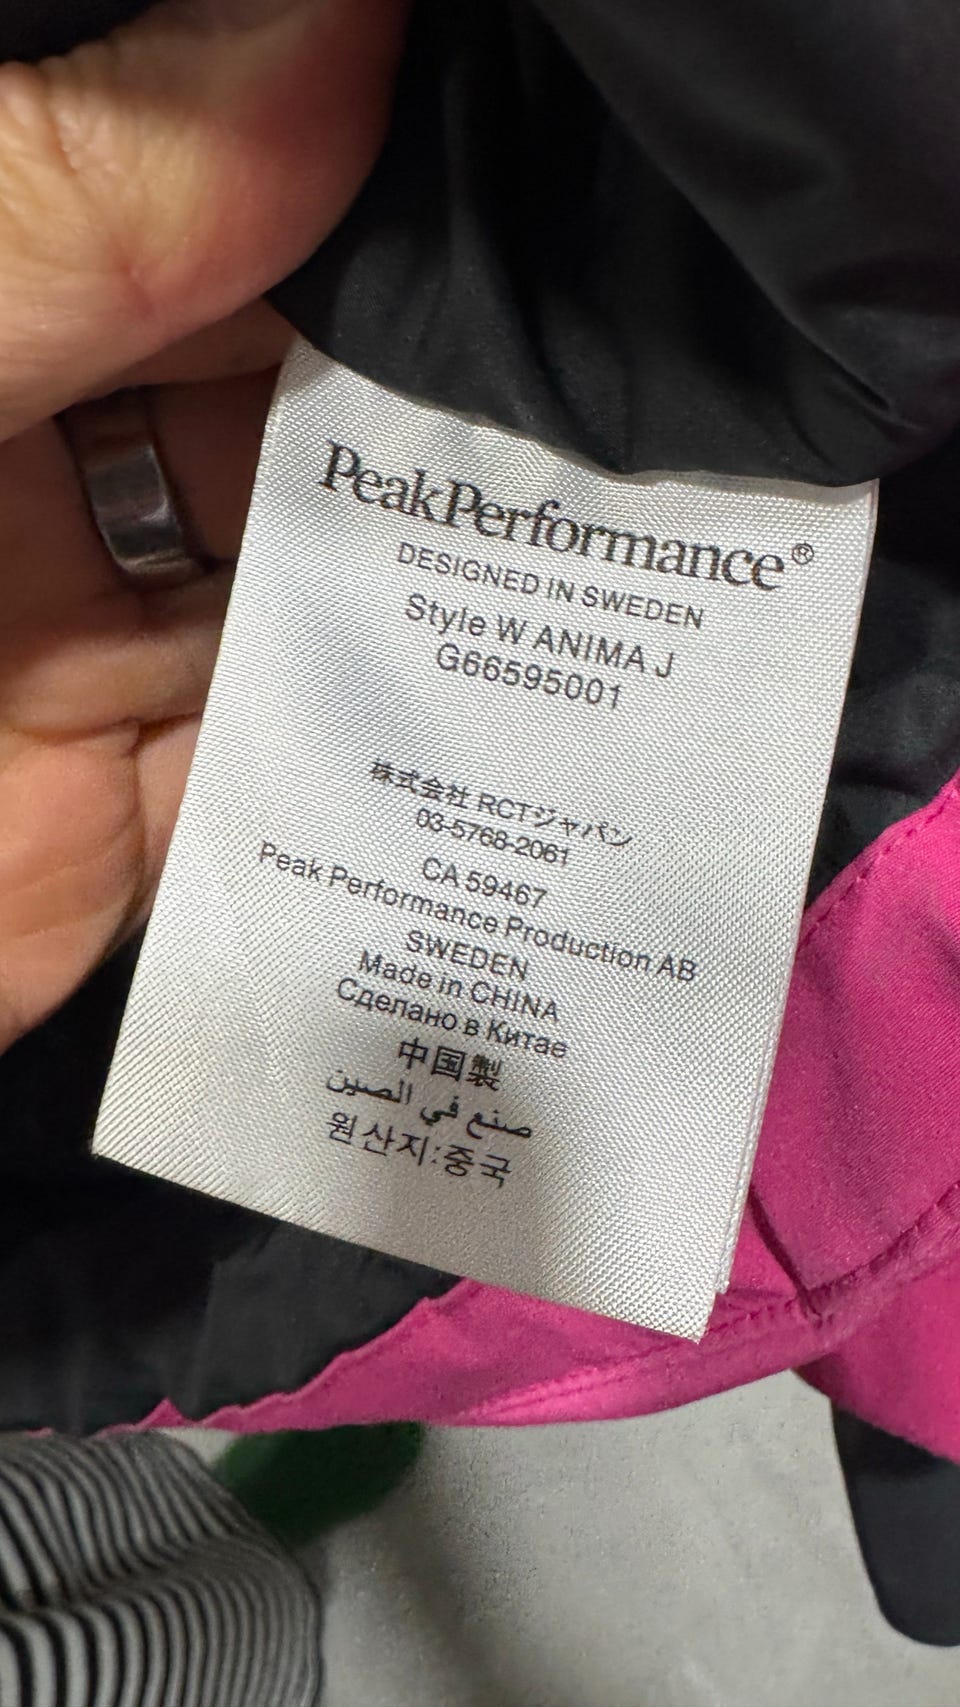 PeakPerformance®
DESIGNED IN SWEDEN
Style W ANIMA J
G66595001
株式会社 RCTジャパン
03-5768-2061
CA 59467
Peak Performance Production AB
SWEDEN
Made in CHINA
Сделано в Китае
中国製
صنع في الصين
원산지:중국